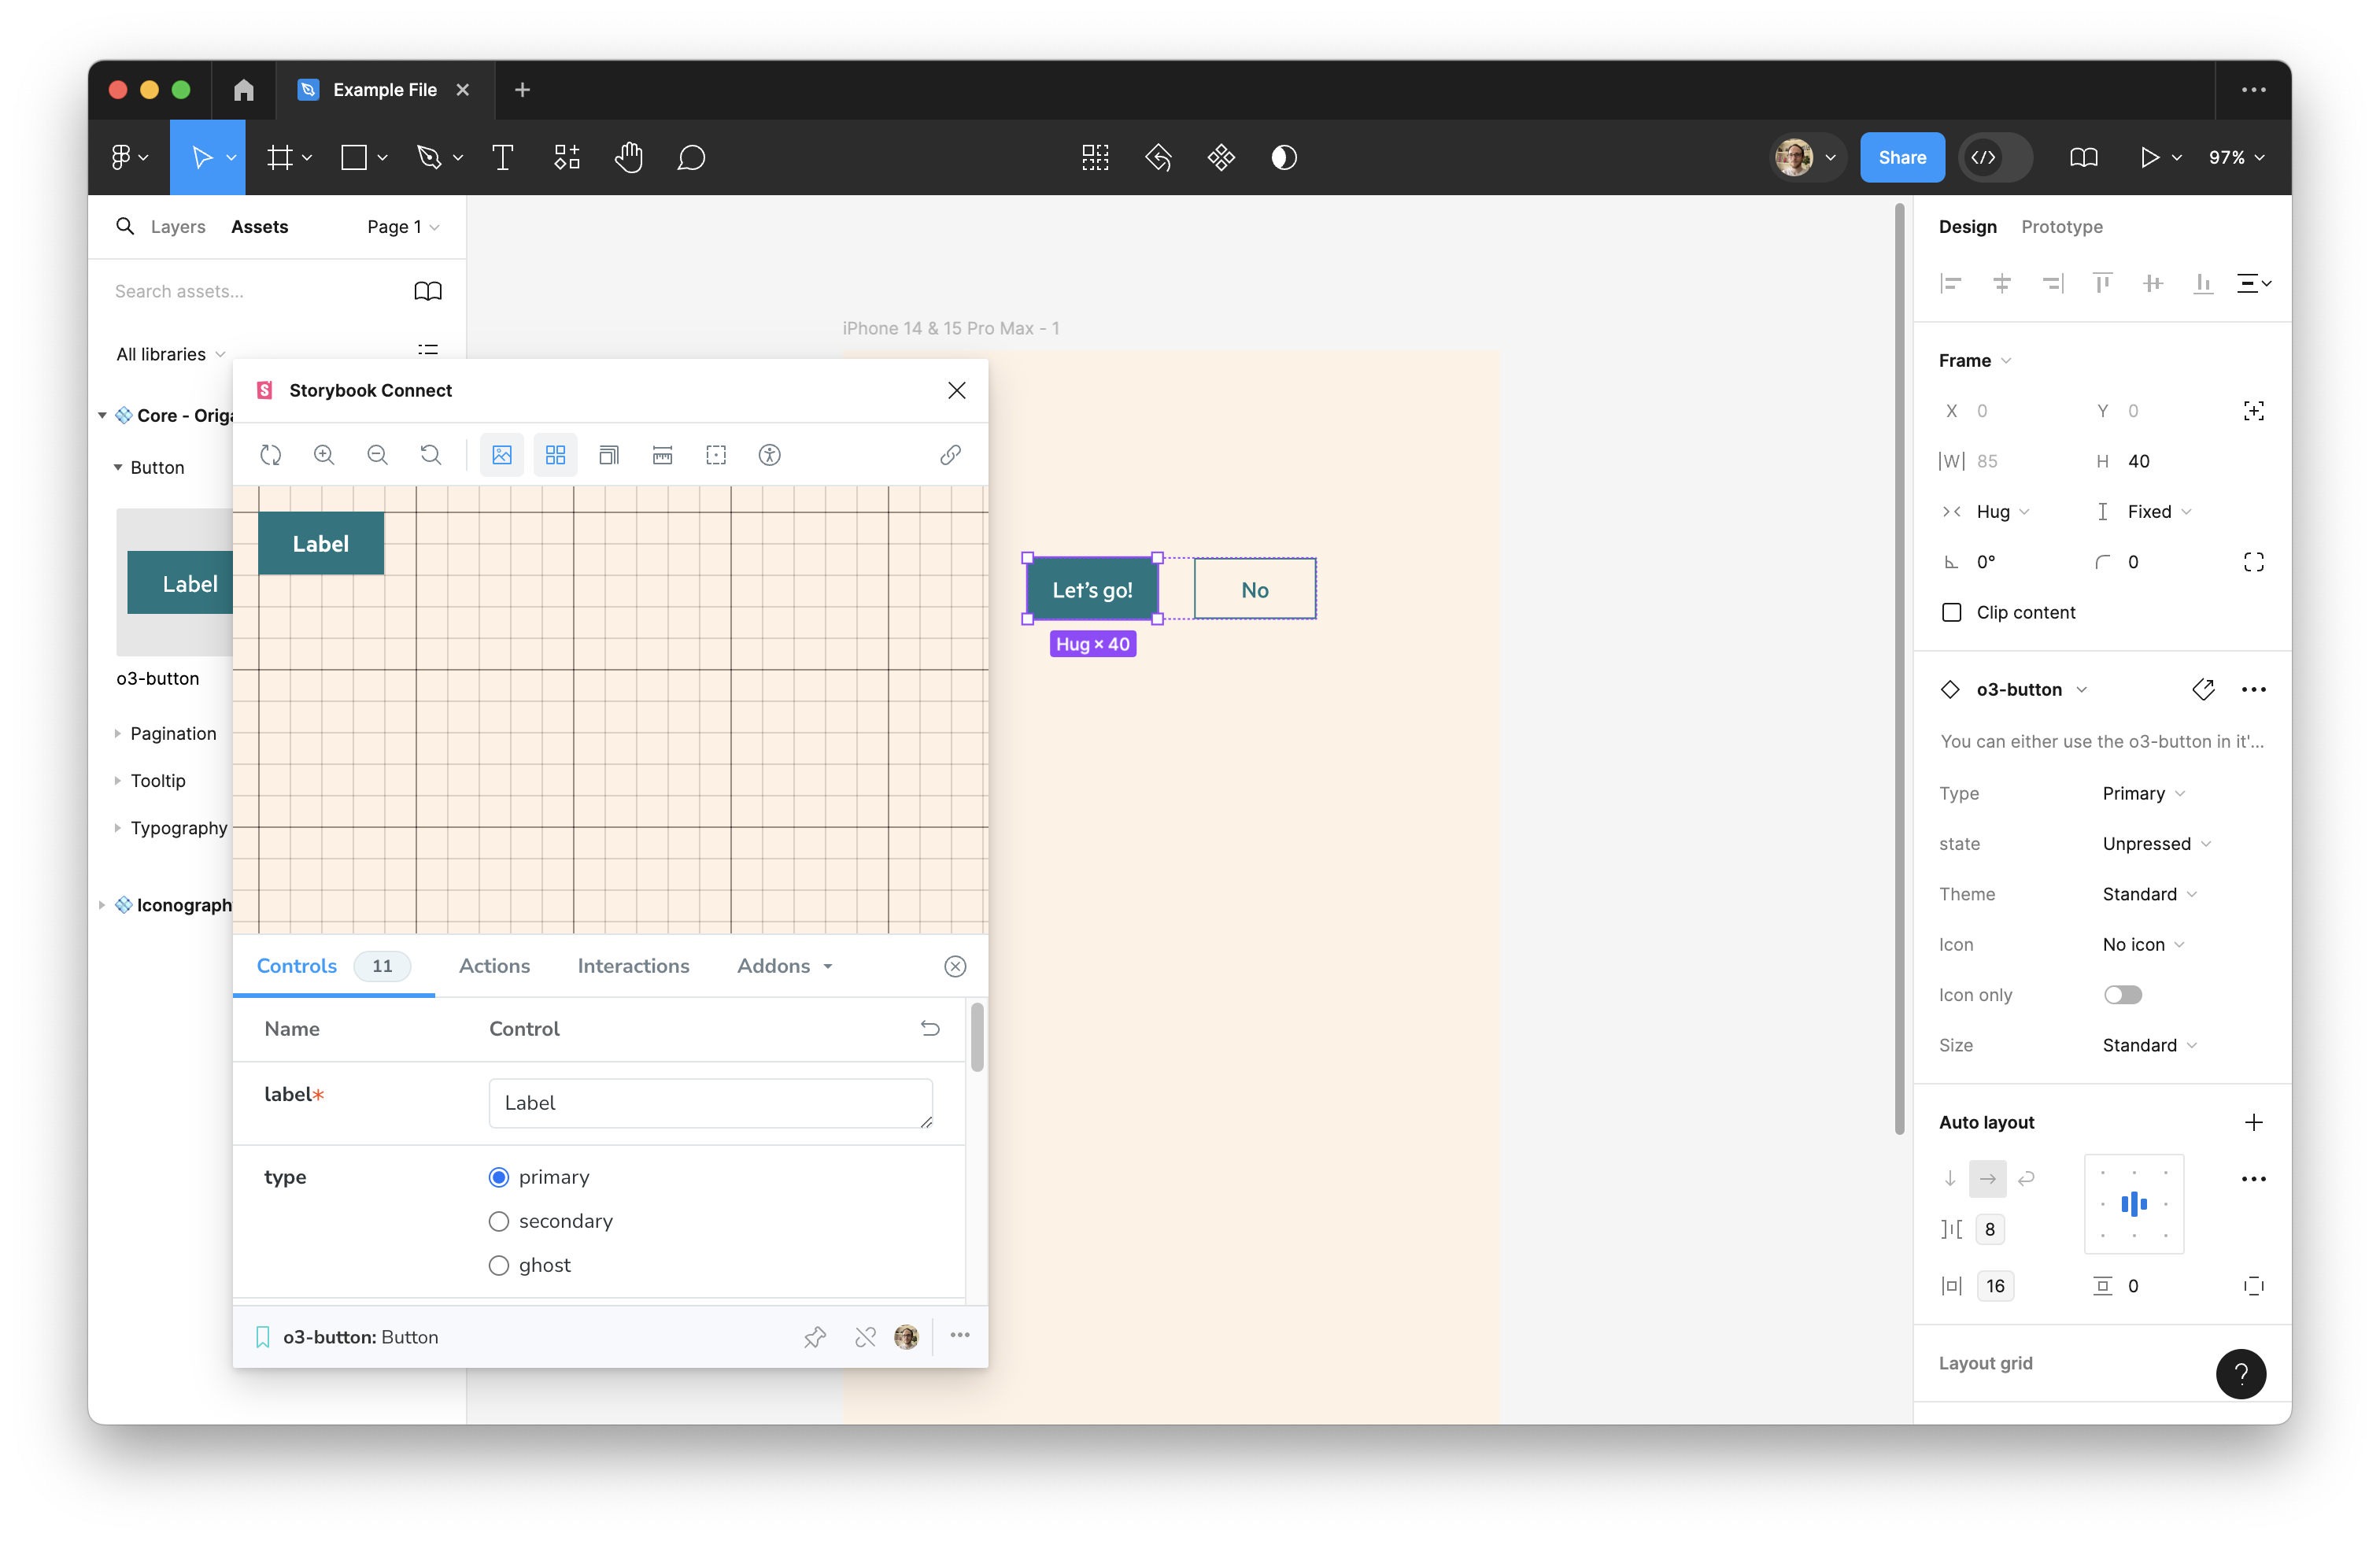 Example File
Share
97%
Layers
Assets
Page 1
Search assets...
All libraries
Core - Orig
Button
Label
o3-button
Pagination
Tooltip
Typography
Iconograph
Storybook Connect
Label
Controls 11 Actions Interactions Addons
Name Control
label* Label
type primary
secondary
ghost
o3-button: Button
iPhone 14 & 15 Pro Max - 1
Let’s go!
No
Hug × 40
Design Prototype
Frame
X 0 Y 0
W 85 H 40
Hug Fixed
0° 0
Clip content
o3-button
You can either use the o3-button in it'...
Type Primary
state Unpressed
Theme Standard
Icon No icon
Icon only
Size Standard
Auto layout
8
16 0
Layout grid
?